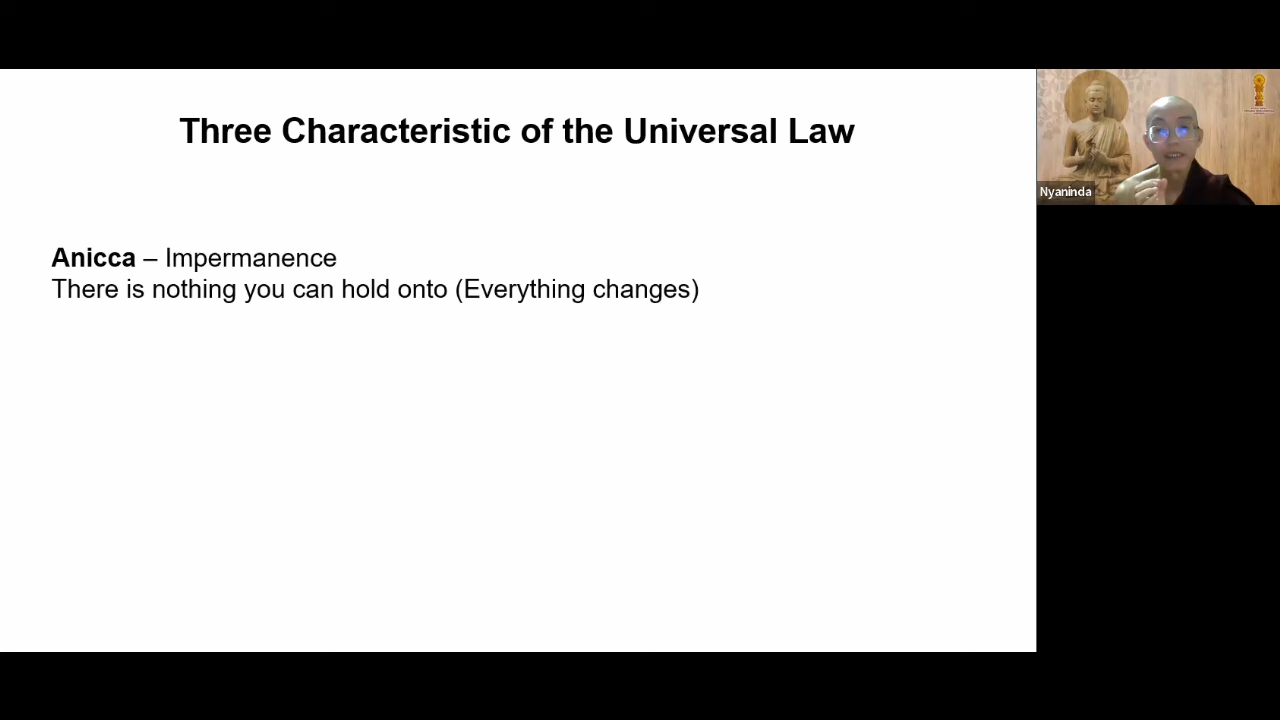 Three Characteristic of the Universal Law
Anicca – Impermanence
There is nothing you can hold onto (Everything changes)
Nyaninda